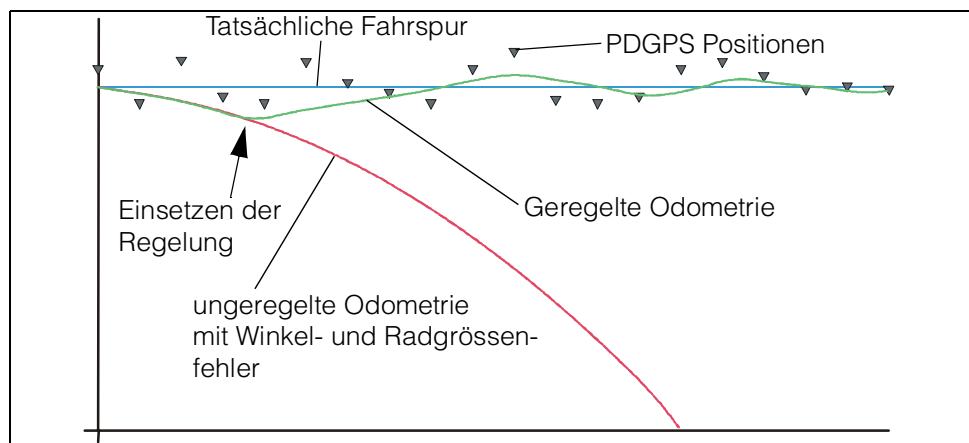 Tatsächliche Fahrspur
PDGPS Positionen
Einsetzen der
Regelung
Geregelte Odometrie
ungeregelte Odometrie
mit Winkel- und Radgrössen-
fehler